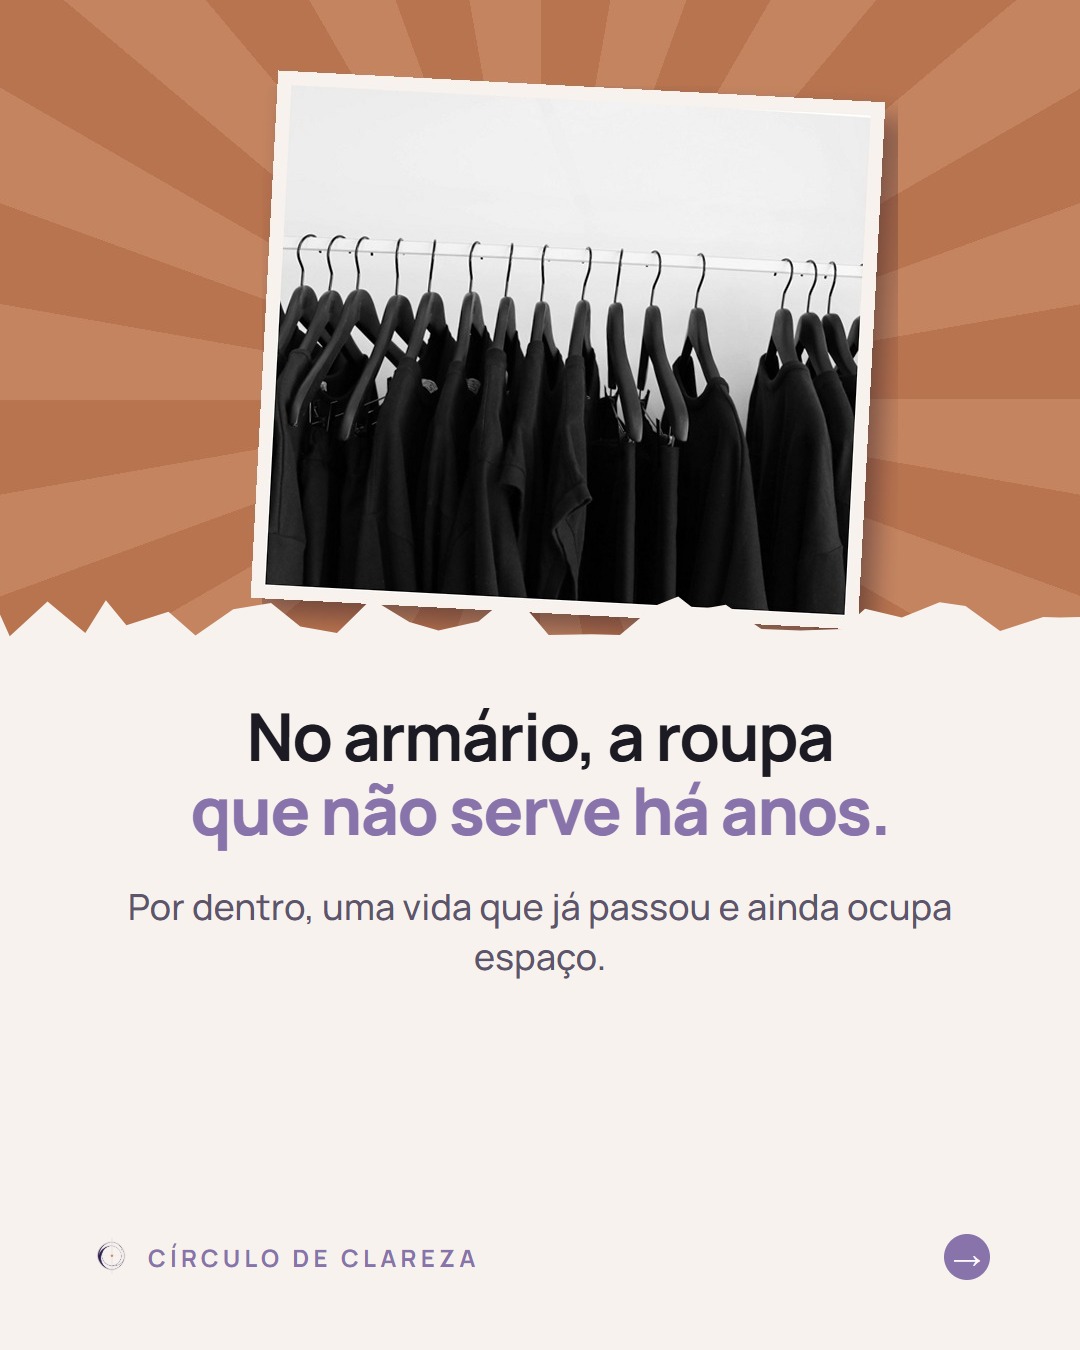 No armário, a roupa
que não serve há anos.
Por dentro, uma vida que já passou e ainda ocupa
espaço.
CÍRCULO DE CLAREZA
→